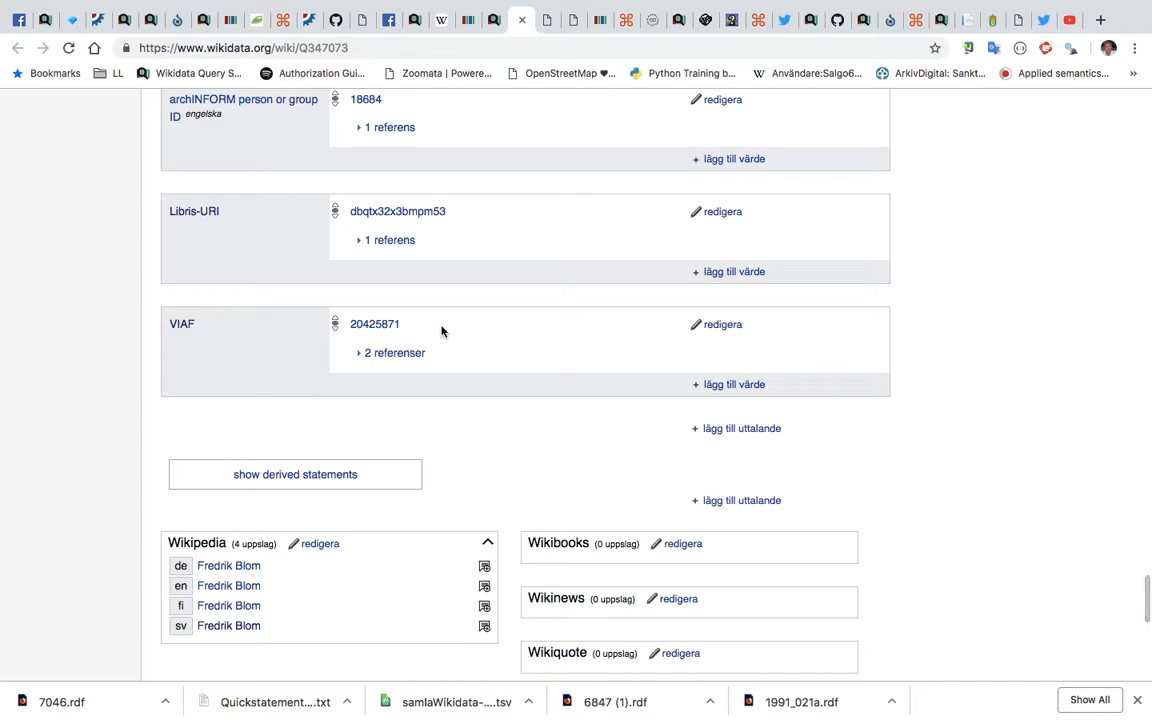 https://www.wikidata.org/wiki/Q347073
Bookmarks LL Wikidata Query S... Authorization Gui... Zoomata | Powere... OpenStreetMap ♥... Python Training b... Användare:Salgo6... ArkivDigital: Sankt... Applied semantics... »
archINFORM person or group ID engelska
18684
redigera
1 referens
+ lägg till värde
Libris-URI
dbqtx32x3bmpm53
redigera
1 referens
+ lägg till värde
VIAF
20425871
redigera
2 referenser
+ lägg till värde
+ lägg till uttalande
show derived statements
+ lägg till uttalande
Wikipedia (4 uppslag) redigera
de Fredrik Blom
en Fredrik Blom
fi Fredrik Blom
sv Fredrik Blom
Wikibooks (0 uppslag) redigera
Wikinews (0 uppslag) redigera
Wikiquote (0 uppslag) redigera
7046.rdf Quickstatement....txt samlaWikidata-....tsv 6847 (1).rdf 1991_021a.rdf Show All